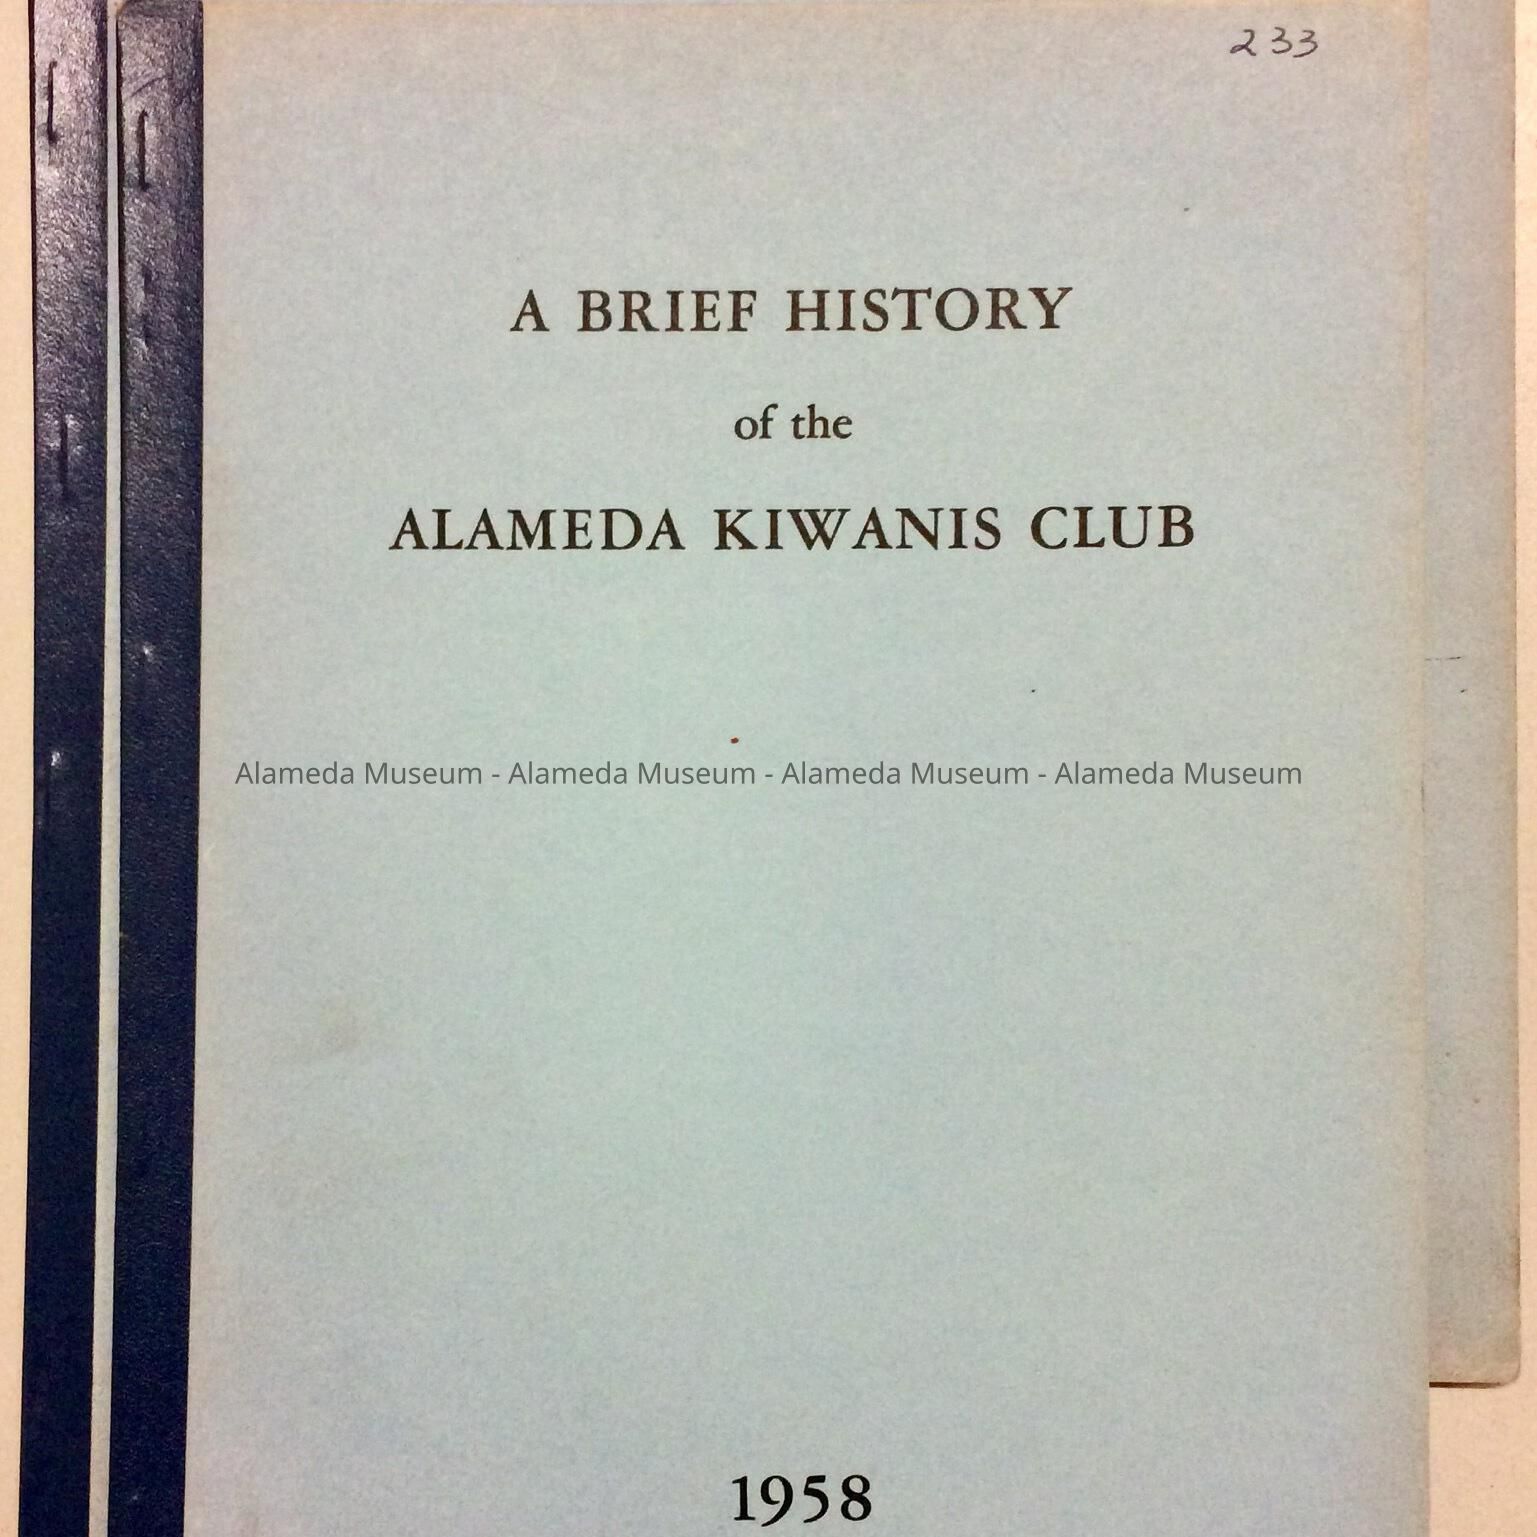 233
A BRIEF HISTORY
of the
ALAMEDA KIWANIS CLUB
Alameda Museum - Alameda Museum - Alameda Museum - Alameda Museum
1958